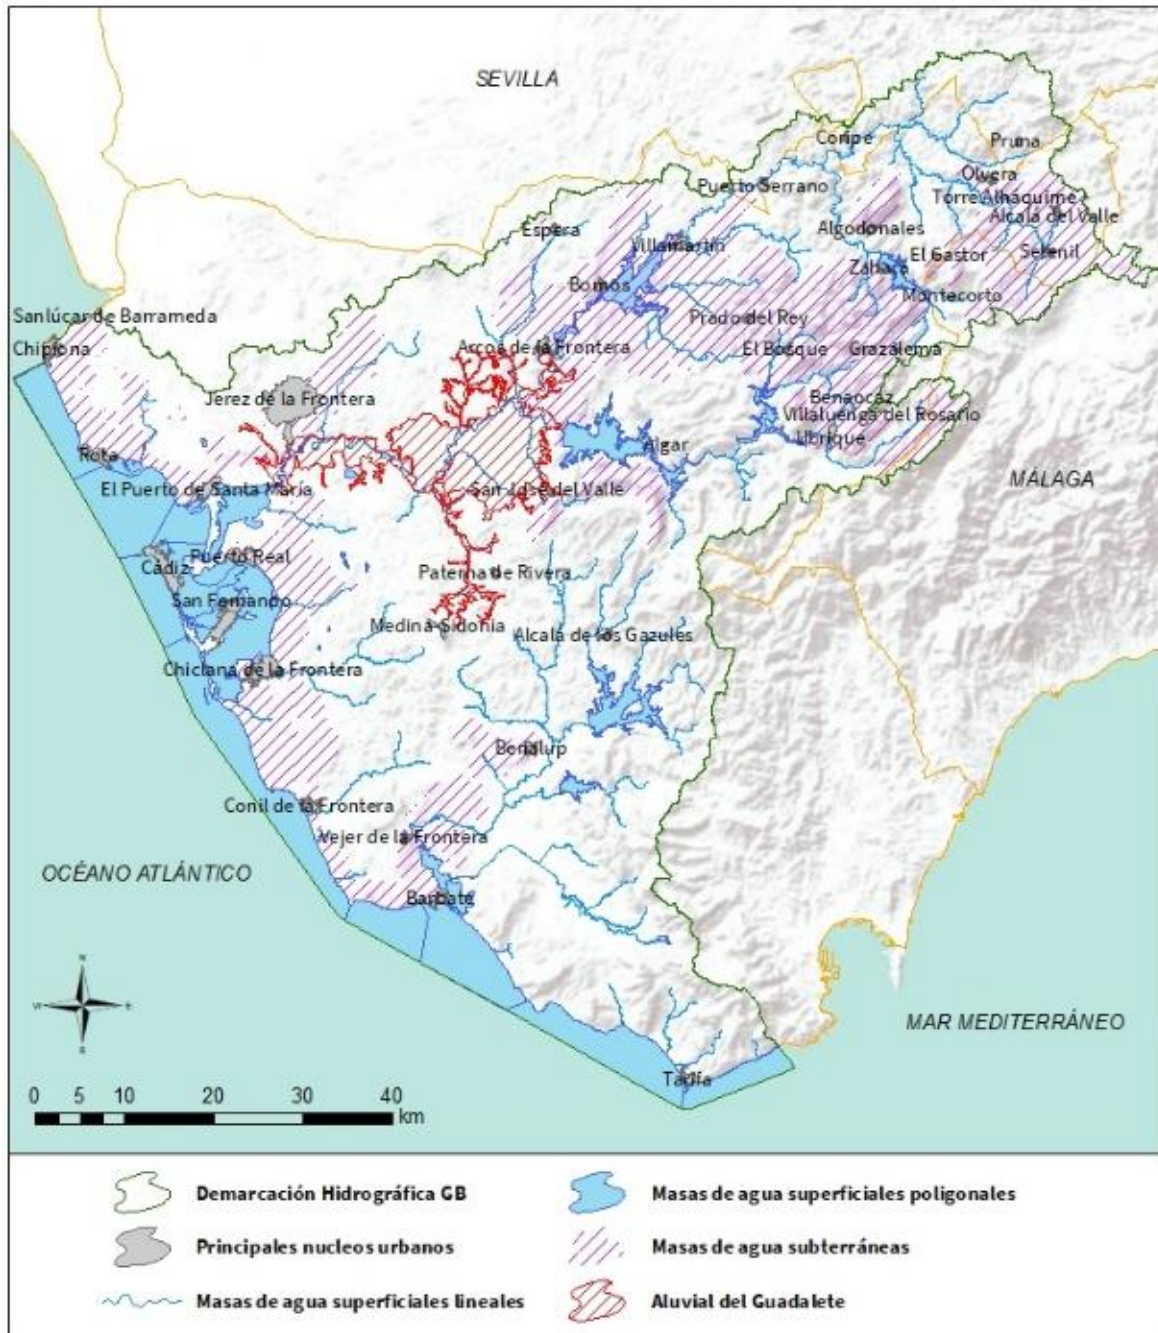 SEVILLA
Coripe
Pruna
Olvera
Puerto Serrano
Torre Alháquime
Alcalá del Valle
Espera
Villamartín
Algodonales
El Gastor
Setenil
Zahara
Bornos
Montecorto
Sanlúcar de Barrameda
Prado del Rey
Chipiona
Arcos de la Frontera
El Bosque
Grazalema
Jerez de la Frontera
Benaocaz
Villaluenga del Rosario
Ubrique
Algar
Rota
MÁLAGA
El Puerto de Santa María
San José del Valle
Puerto Real
Cádiz
Paterna de Rivera
San Fernando
Medina-Sidonia
Alcalá de los Gazules
Chiclana de la Frontera
Benalup
Conil de la Frontera
Vejer de la Frontera
OCÉANO ATLÁNTICO
Barbate
N
W
E
S
MAR MEDITERRÁNEO
Tarifa
0 5 10 20 30 40
km
Demarcación Hidrográfica GB
Masas de agua superficiales poligonales
Principales nucleos urbanos
Masas de agua subterráneas
Masas de agua superficiales lineales
Aluvial del Guadalete